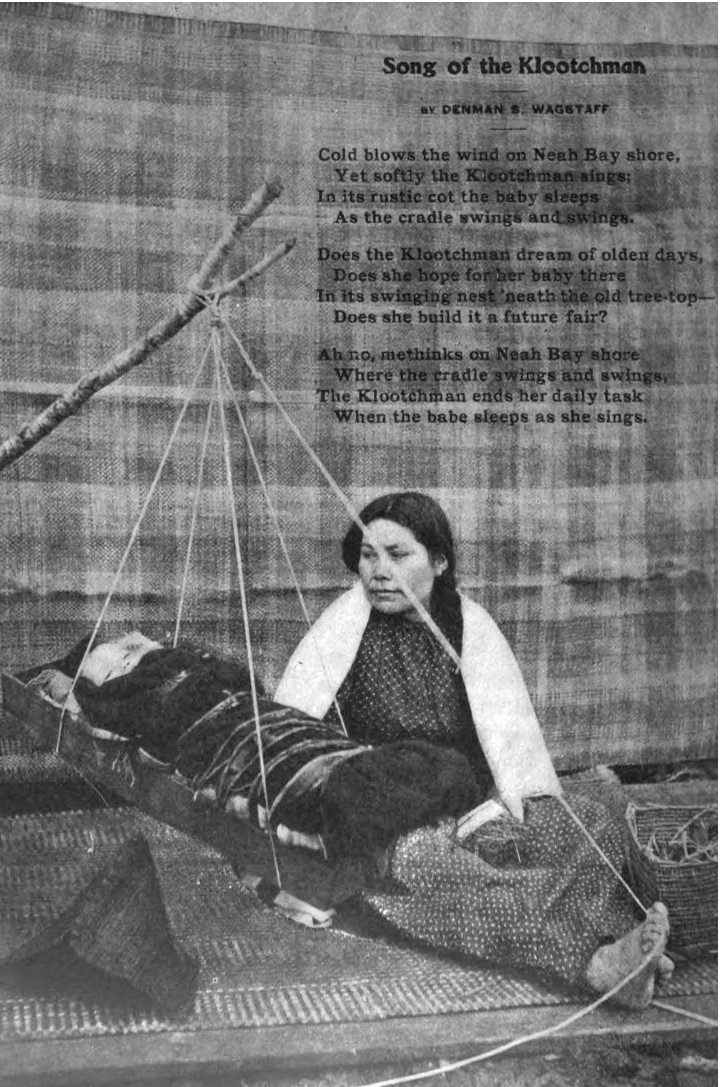 Song of the Klootchman
BY DENMAN S. WAGSTAFF
Cold blows the wind on Neah Bay shore,
Yet softly the Klootchman sings;
In its rustic cot the baby sleeps
As the cradle swings and swings.
Does the Klootchman dream of olden days,
Does she hope for her baby there
In its swinging nest 'neath the old tree-top—
Does she build it a future fair?
Ah no, methinks on Neah Bay shore
Where the cradle swings and swings,
The Klootchman ends her daily task
When the babe sleeps as she sings.